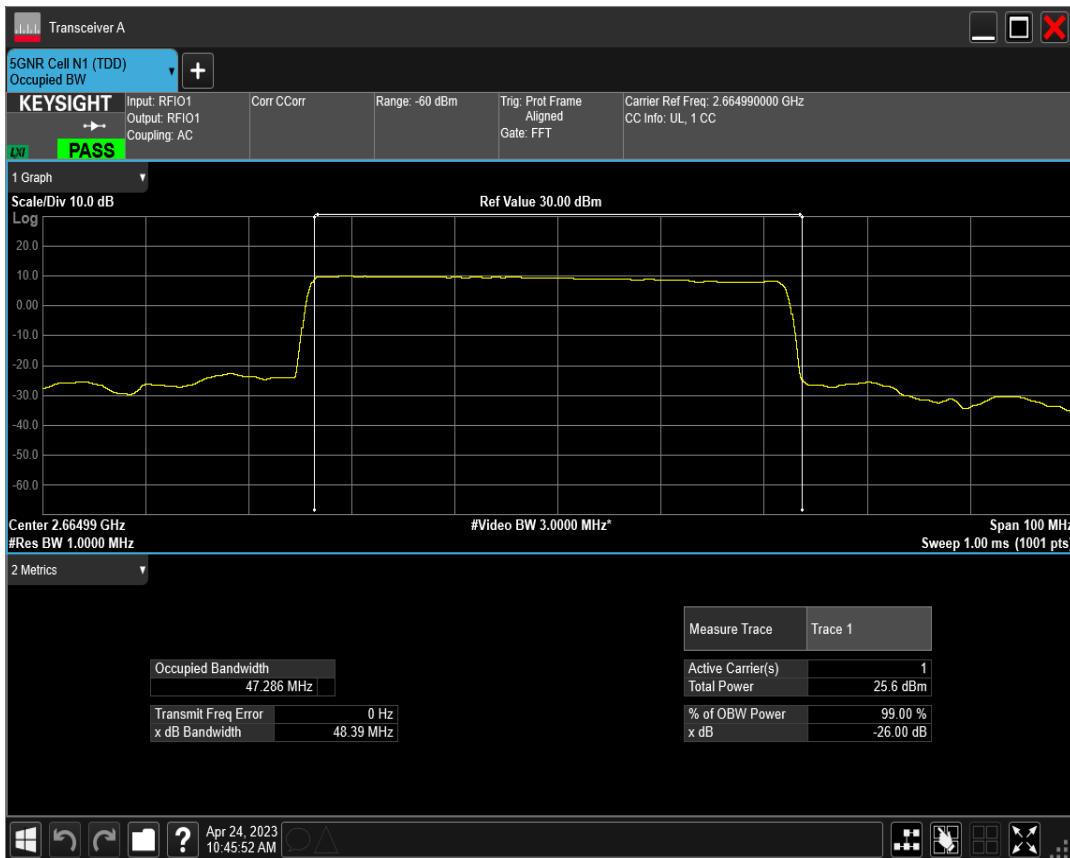 Transceiver A
5GNR Cell N1 (TDD)
Occupied BW
+
KEYSIGHT
LXI
PASS
Input: RFIO1
Output: RFIO1
Coupling: AC
Corr CCorr
Range: -60 dBm
Trig: Prot Frame
Aligned
Gate: FFT
Carrier Ref Freq: 2.664990000 GHz
CC Info: UL, 1 CC
1 Graph
Scale/Div 10.0 dB
Ref Value 30.00 dBm
Log
20.0
10.0
0.00
-10.0
-20.0
-30.0
-40.0
-50.0
-60.0
Center 2.66499 GHz
#Video BW 3.0000 MHz*
Span 100 MHz
#Res BW 1.0000 MHz
Sweep 1.00 ms (1001 pts)
2 Metrics
Measure Trace Trace 1
Occupied Bandwidth
47.286 MHz
Active Carrier(s) 1
Total Power 25.6 dBm
Transmit Freq Error 0 Hz
x dB Bandwidth 48.39 MHz
% of OBW Power 99.00 %
x dB -26.00 dB
?
Apr 24, 2023
10:45:52 AM